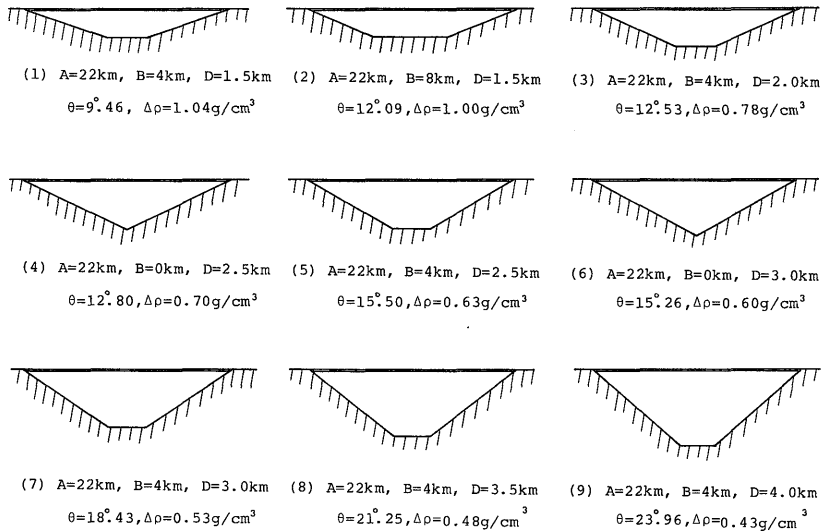 (1) A=22km, B=4km, D=1.5km
θ=9°.46, Δρ=1.04g/cm³
(2) A=22km, B=8km, D=1.5km
θ=12°.09, Δρ=1.00g/cm³
(3) A=22km, B=4km, D=2.0km
θ=12°.53, Δρ=0.78g/cm³
(4) A=22km, B=0km, D=2.5km
θ=12°.80, Δρ=0.70g/cm³
(5) A=22km, B=4km, D=2.5km
θ=15°.50, Δρ=0.63g/cm³
(6) A=22km, B=0km, D=3.0km
θ=15°.26, Δρ=0.60g/cm³
(7) A=22km, B=4km, D=3.0km
θ=18°.43, Δρ=0.53g/cm³
(8) A=22km, B=4km, D=3.5km
θ=21°.25, Δρ=0.48g/cm³
(9) A=22km, B=4km, D=4.0km
θ=23°.96, Δρ=0.43g/cm³